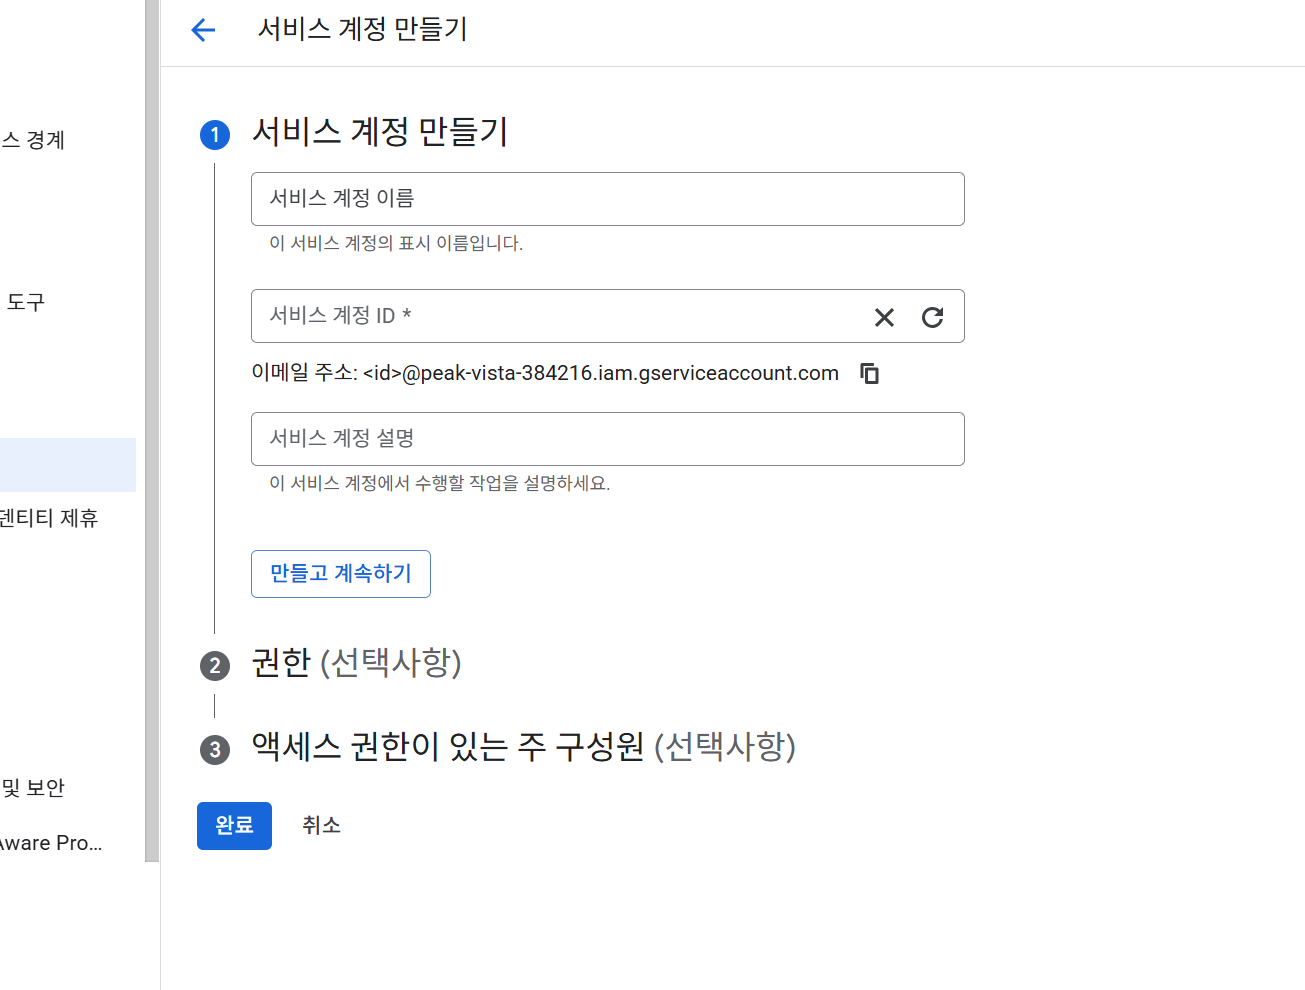 서비스 계정 만들기
스 경계
도구
덴티티 제휴
및 보안
Aware Pro...
1 서비스 계정 만들기
서비스 계정 이름
이 서비스 계정의 표시 이름입니다.
서비스 계정 ID *
이메일 주소: <id>@peak-vista-384216.iam.gserviceaccount.com
서비스 계정 설명
이 서비스 계정에서 수행할 작업을 설명하세요.
만들고 계속하기
2 권한 (선택사항)
3 액세스 권한이 있는 주 구성원 (선택사항)
완료 취소